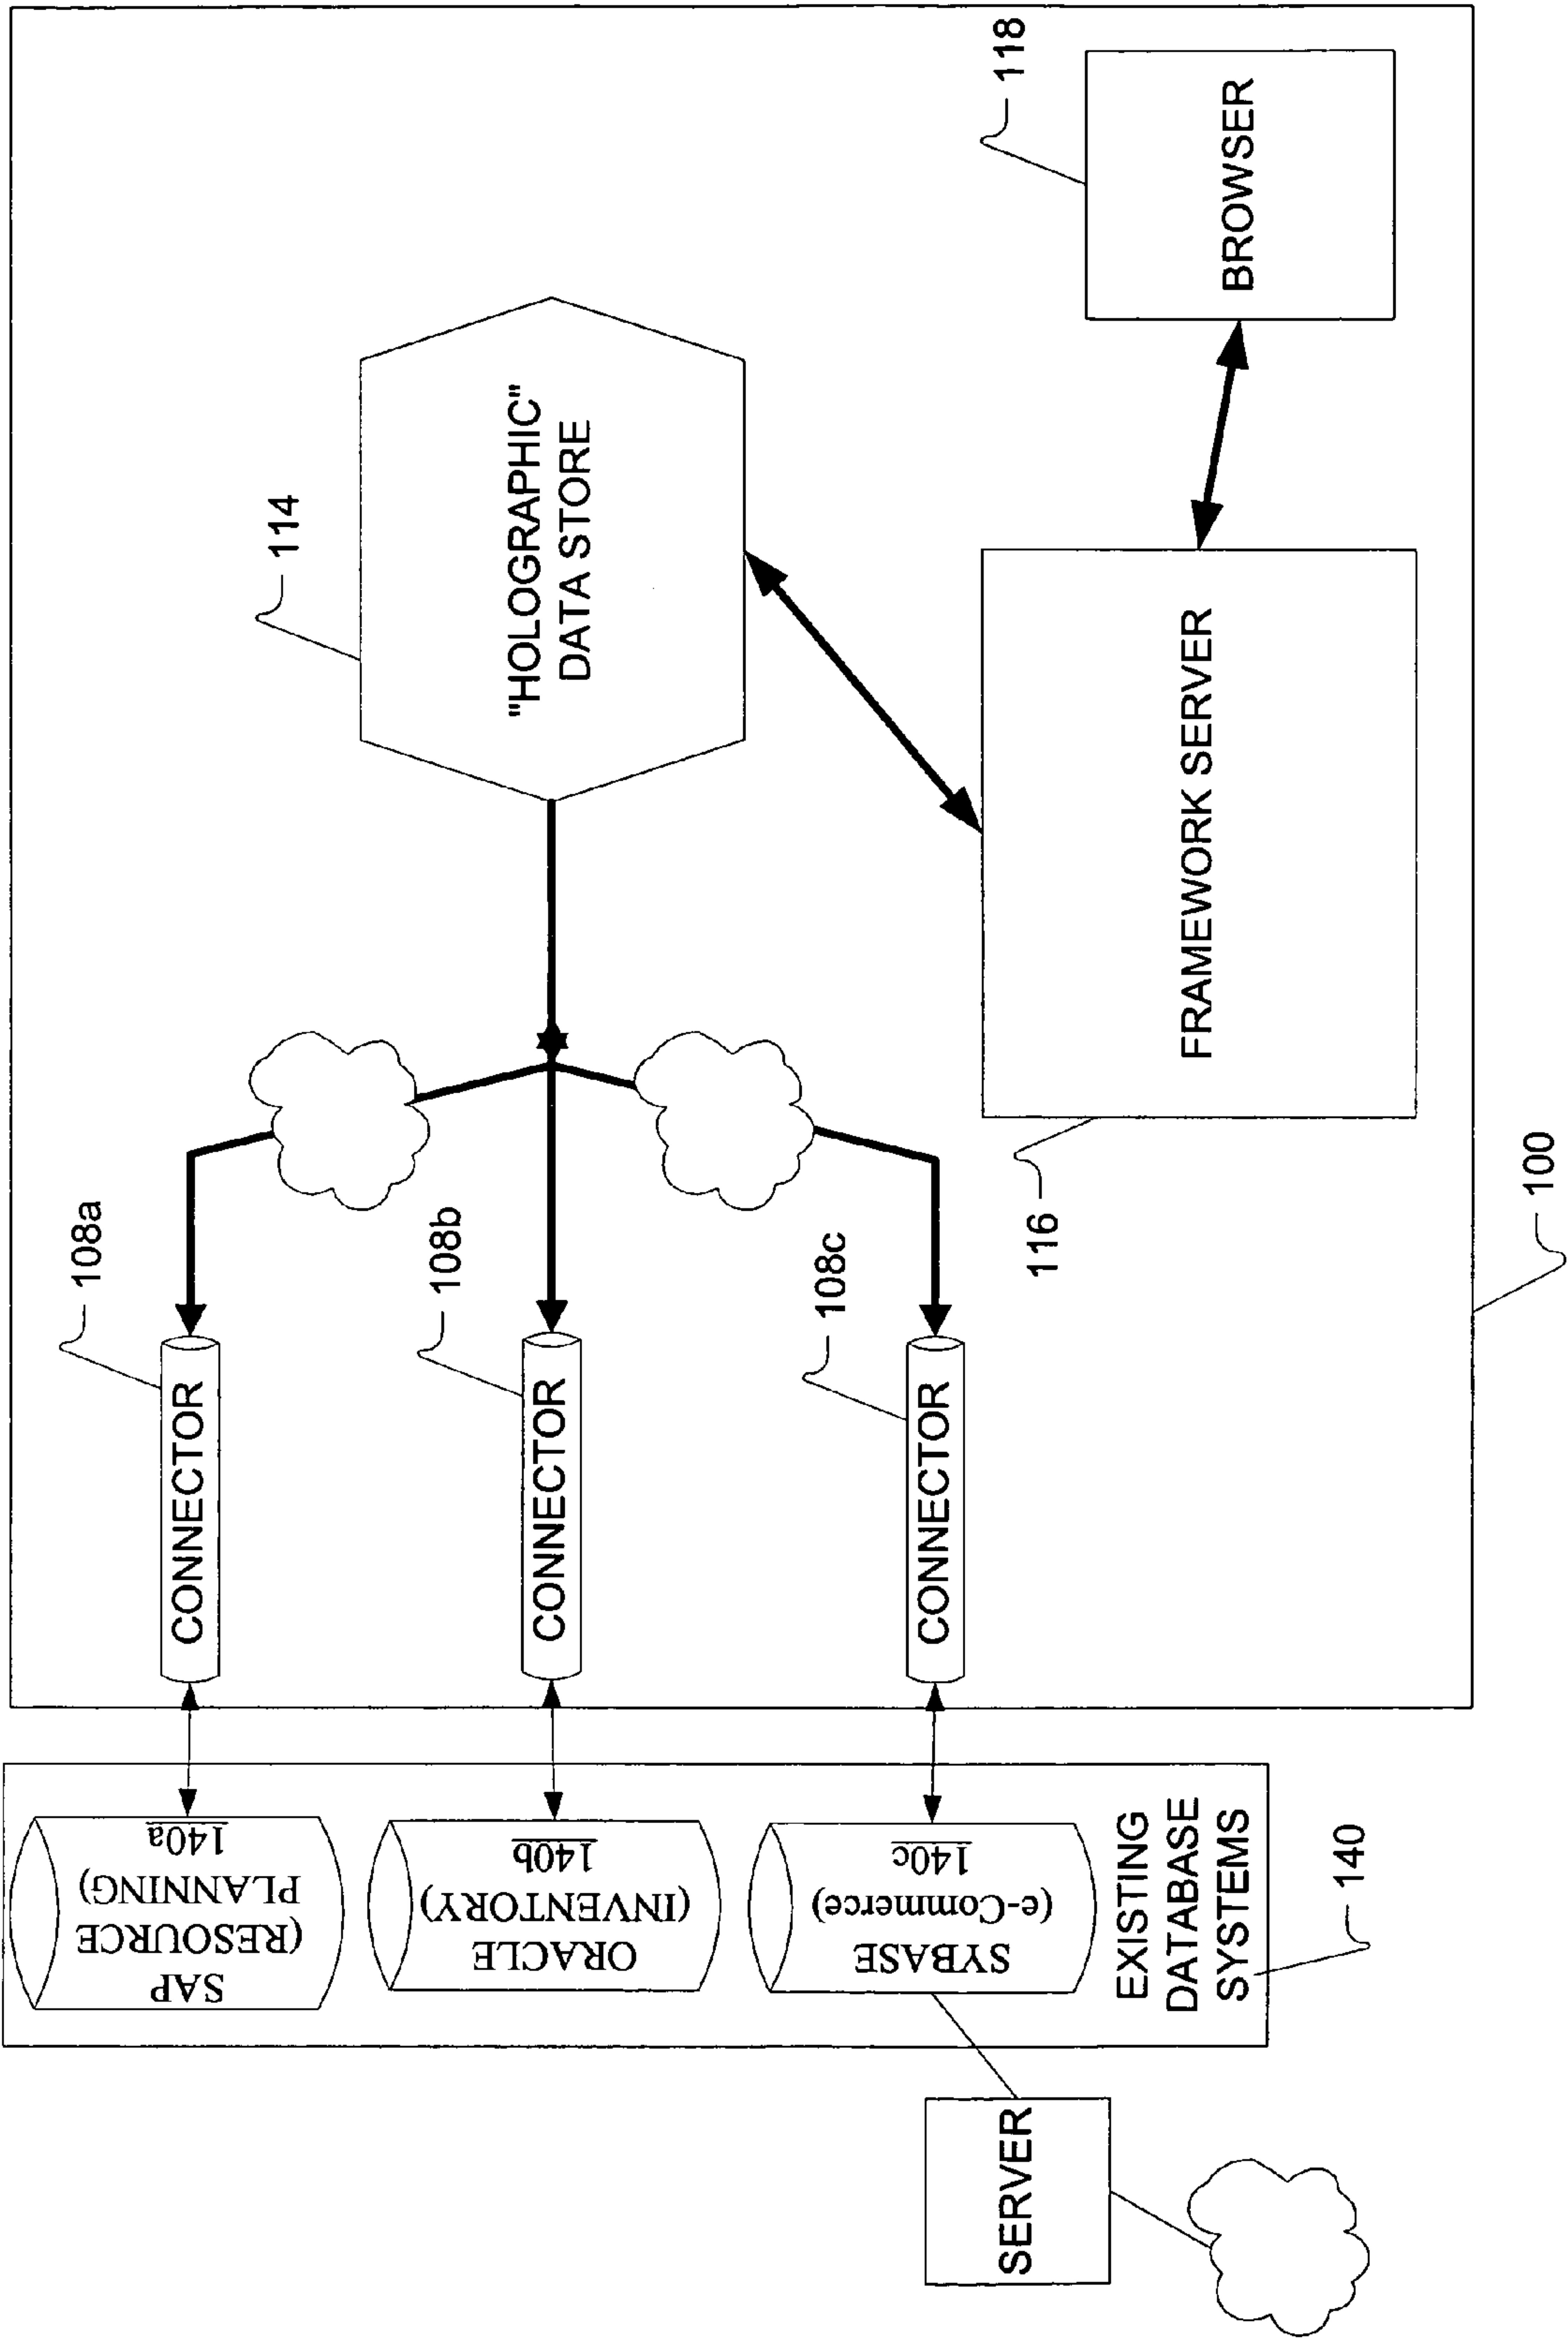 SAP
(RESOURCE
PLANNING)
140a
ORACLE
(INVENTORY)
140b
SYBASE
(e-Commerce)
140c
EXISTING
DATABASE
SYSTEMS
140
SERVER
CONNECTOR
108a
CONNECTOR
108b
CONNECTOR
108c
"HOLOGRAPHIC"
DATA STORE
114
FRAMEWORK SERVER
116
BROWSER
118
100